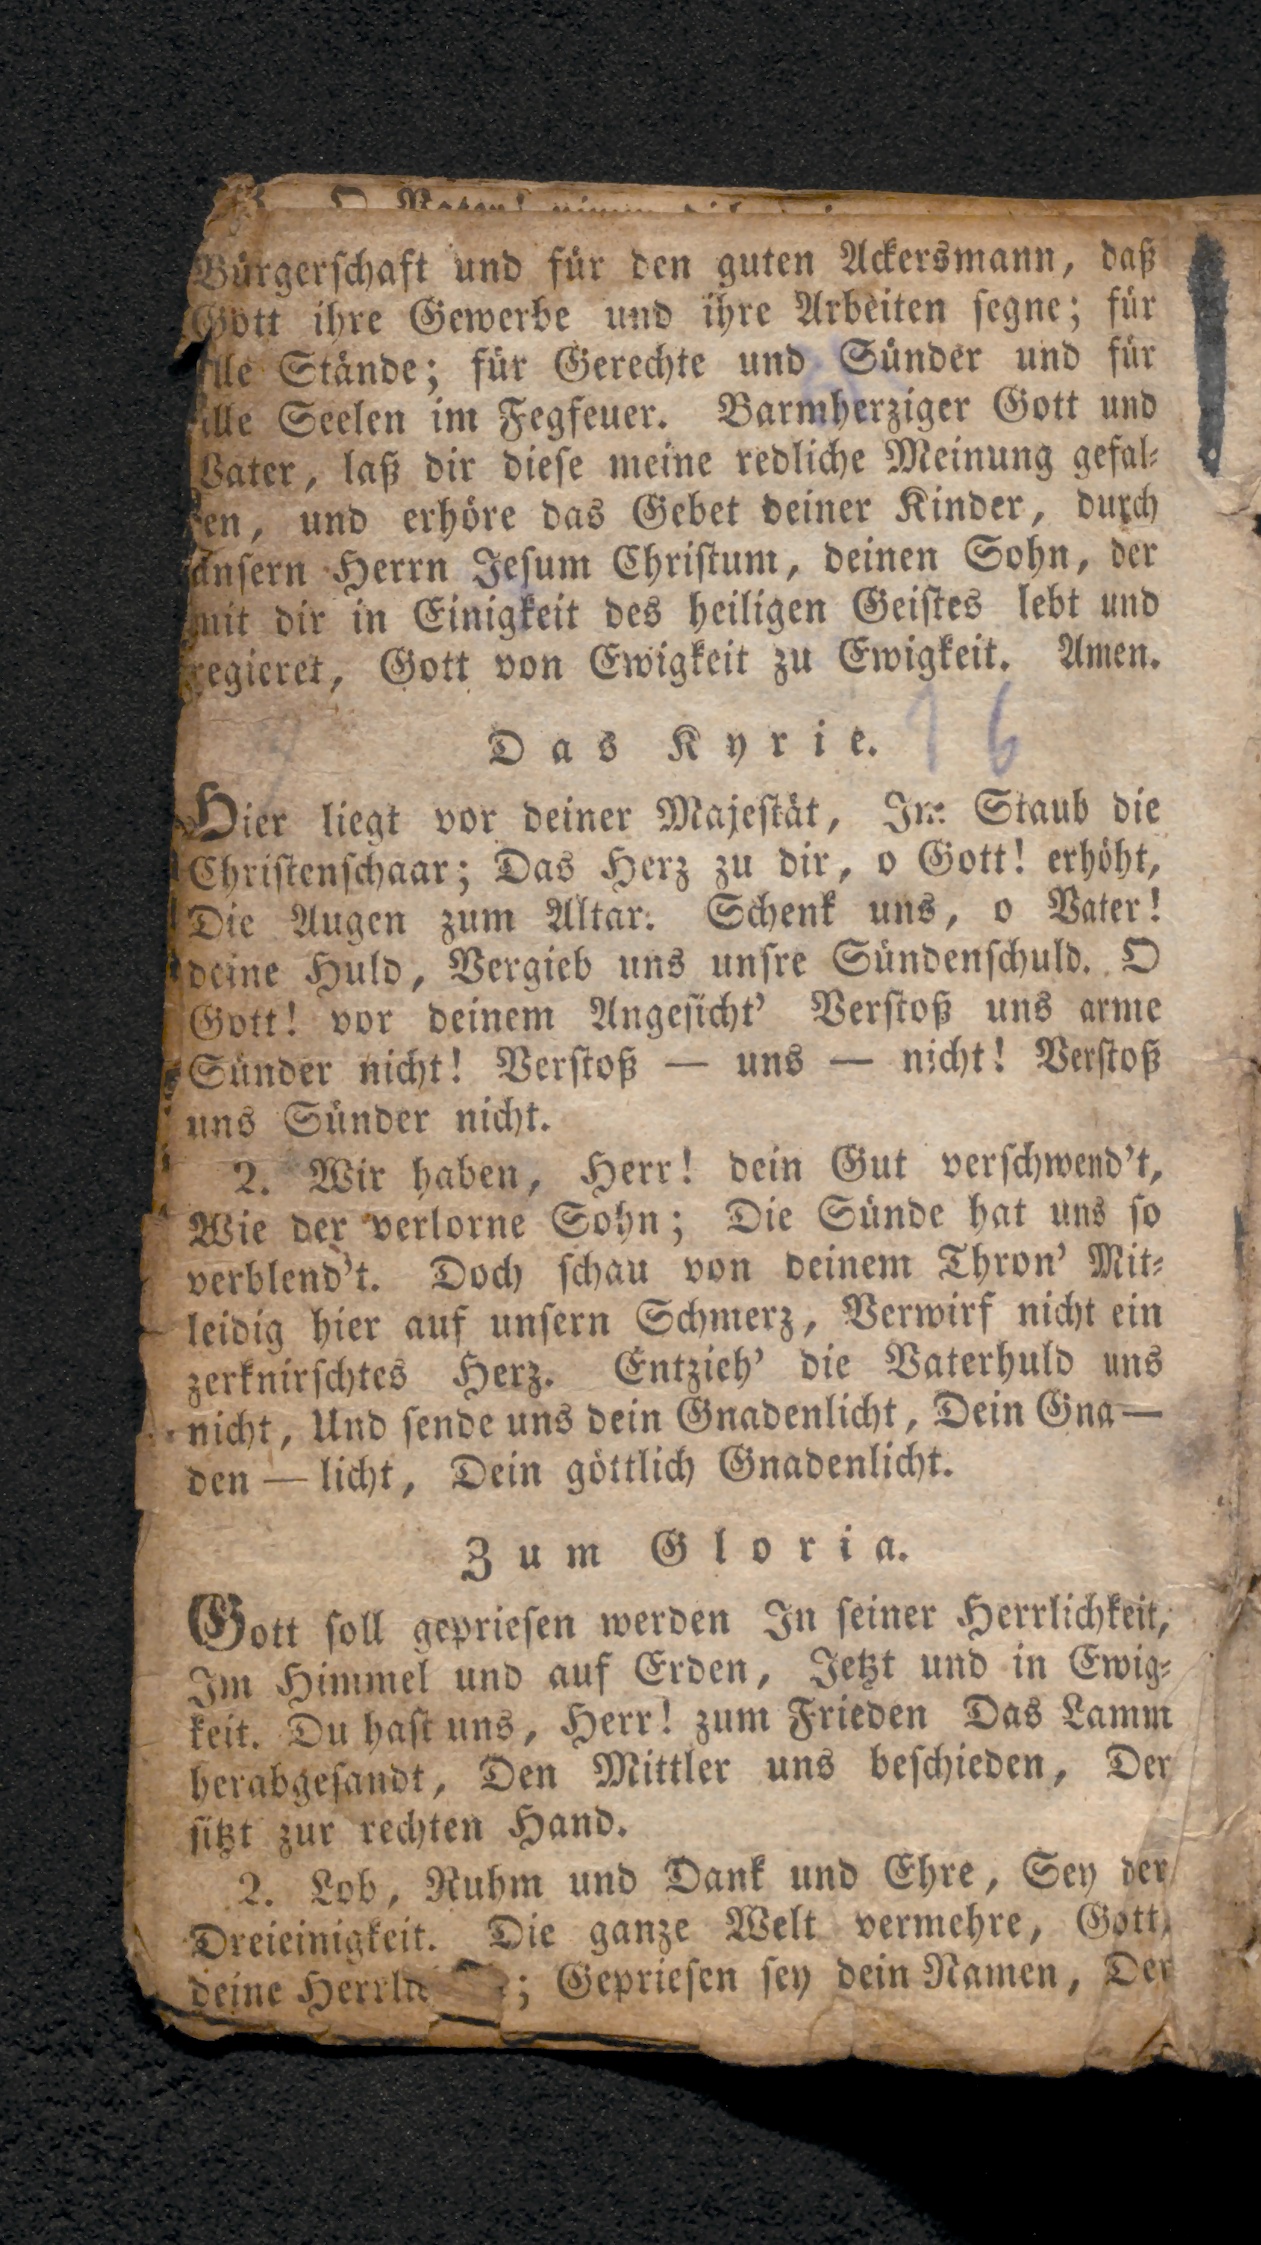 Bürgerschaft und für den guten Ackersmann, daß
Gott ihre Gewerbe und ihre Arbeiten segne; für
alle Stände; für Gerechte und Sünder und für
alle Seelen im Fegfeuer. Barmherziger Gott und
Vater, laß dir diese meine redliche Meinung gefal-
len, und erhöre das Gebet deiner Kinder, durch
unsern Herrn Jesum Christum, deinen Sohn, der
mit dir in Einigkeit des heiligen Geistes lebt und
regieret, Gott von Ewigkeit zu Ewigkeit. Amen.
16
Das Kyrie.
Hier liegt vor deiner Majestät, Im Staub die
Christenschaar; Das Herz zu dir, o Gott! erhöht,
Die Augen zum Altar. Schenk uns, o Vater!
deine Huld, Vergieb uns unsre Sündenschuld. O
Gott! vor deinem Angesicht' Verstoß uns arme
Sünder nicht! Verstoß — uns — nicht! Verstoß
uns Sünder nicht.
2. Wir haben, Herr! dein Gut verschwend't,
Wie der verlorne Sohn; Die Sünde hat uns so
verblend't. Doch schau von deinem Thron' Mit-
leidig hier auf unsern Schmerz, Verwirf nicht ein
zerknirschtes Herz. Entzieh' die Vaterhuld uns
nicht, Und sende uns dein Gnadenlicht, Dein Gna—
den — licht, Dein göttlich Gnadenlicht.
Zum Gloria.
Gott soll gepriesen werden In seiner Herrlichkeit,
Im Himmel und auf Erden, Jetzt und in Ewig-
keit. Du hast uns, Herr! zum Frieden Das Lamm
herabgesandt, Den Mittler uns beschieden, Der
sitzt zur rechten Hand.
2. Lob, Ruhm und Dank und Ehre, Sey der
Dreieinigkeit. Die ganze Welt vermehre, Gott,
deine ; Gepriesen sey dein Namen, Der